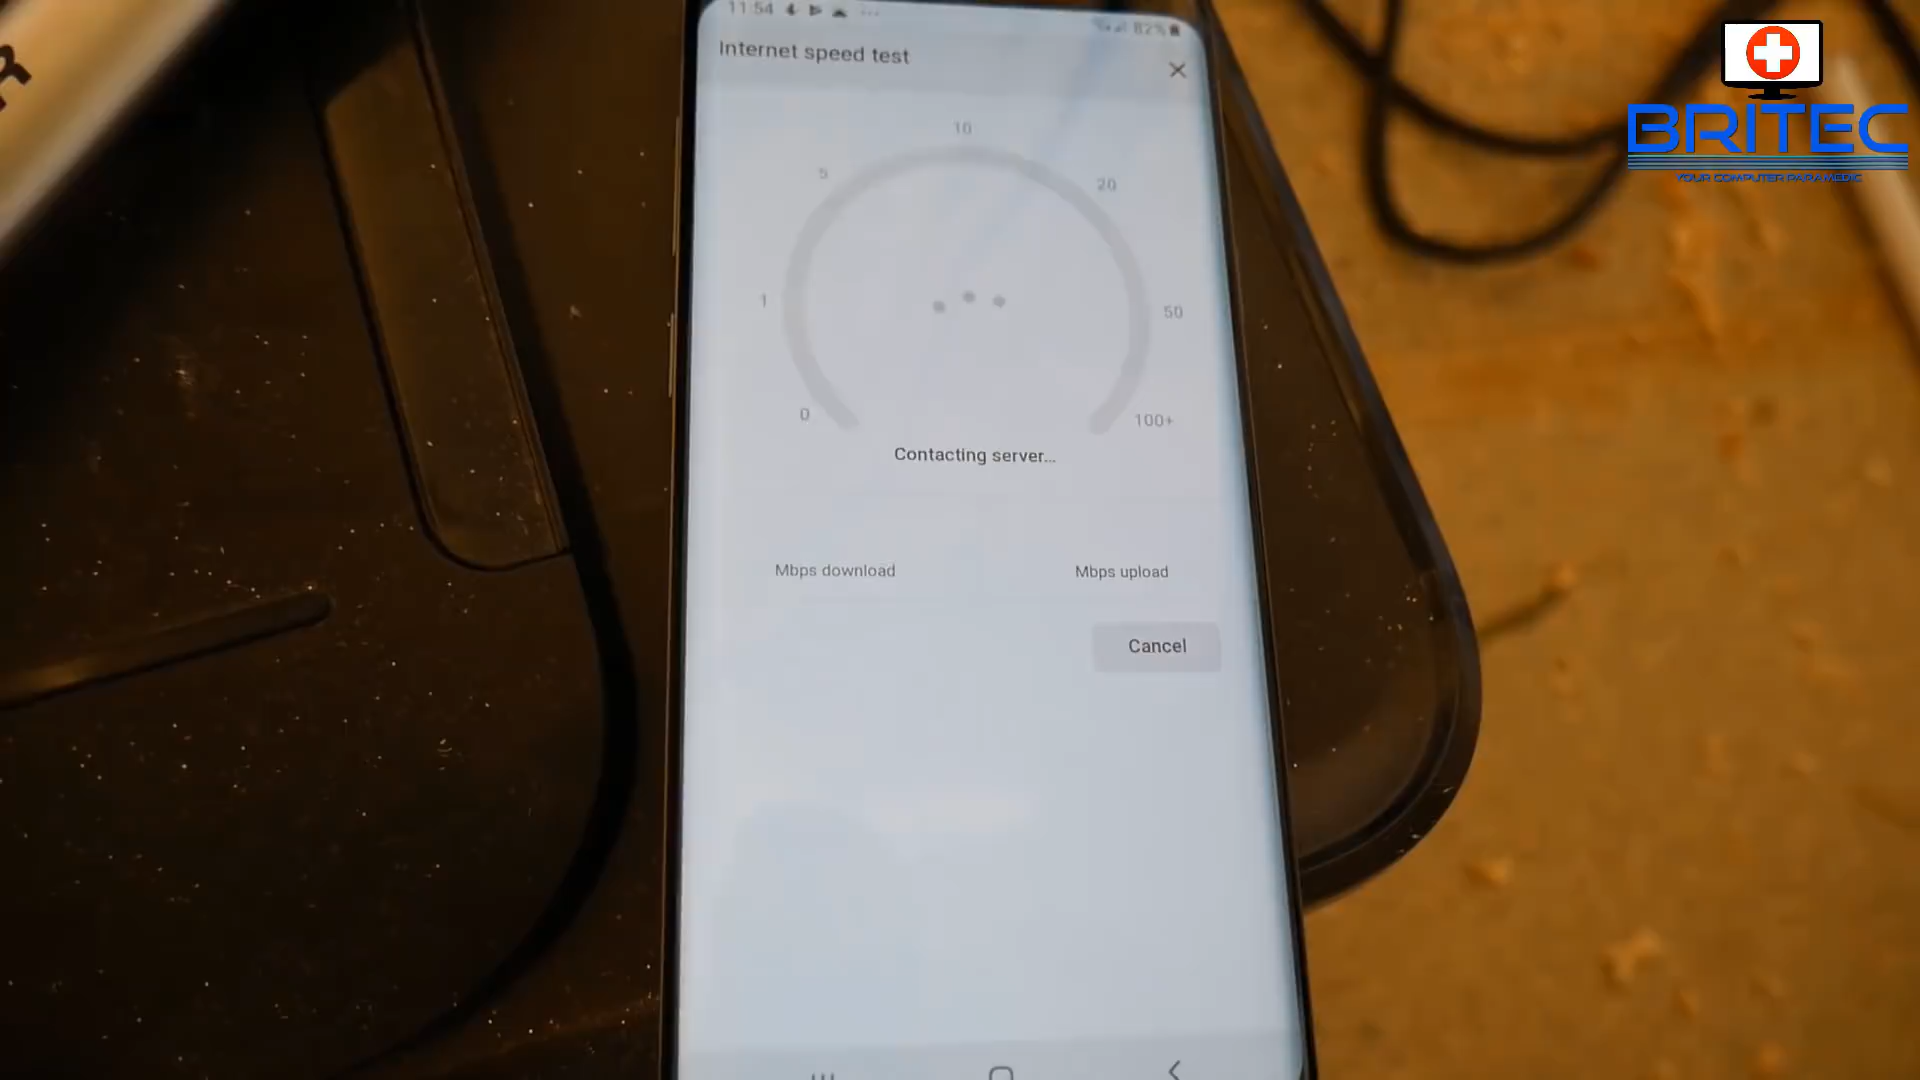 11:54
82%
Internet speed test
10
5
20
1
50
0
100+
Contacting server...
Mbps download
Mbps upload
Cancel
BRITEC
YOUR COMPUTER PARAMEDIC
R